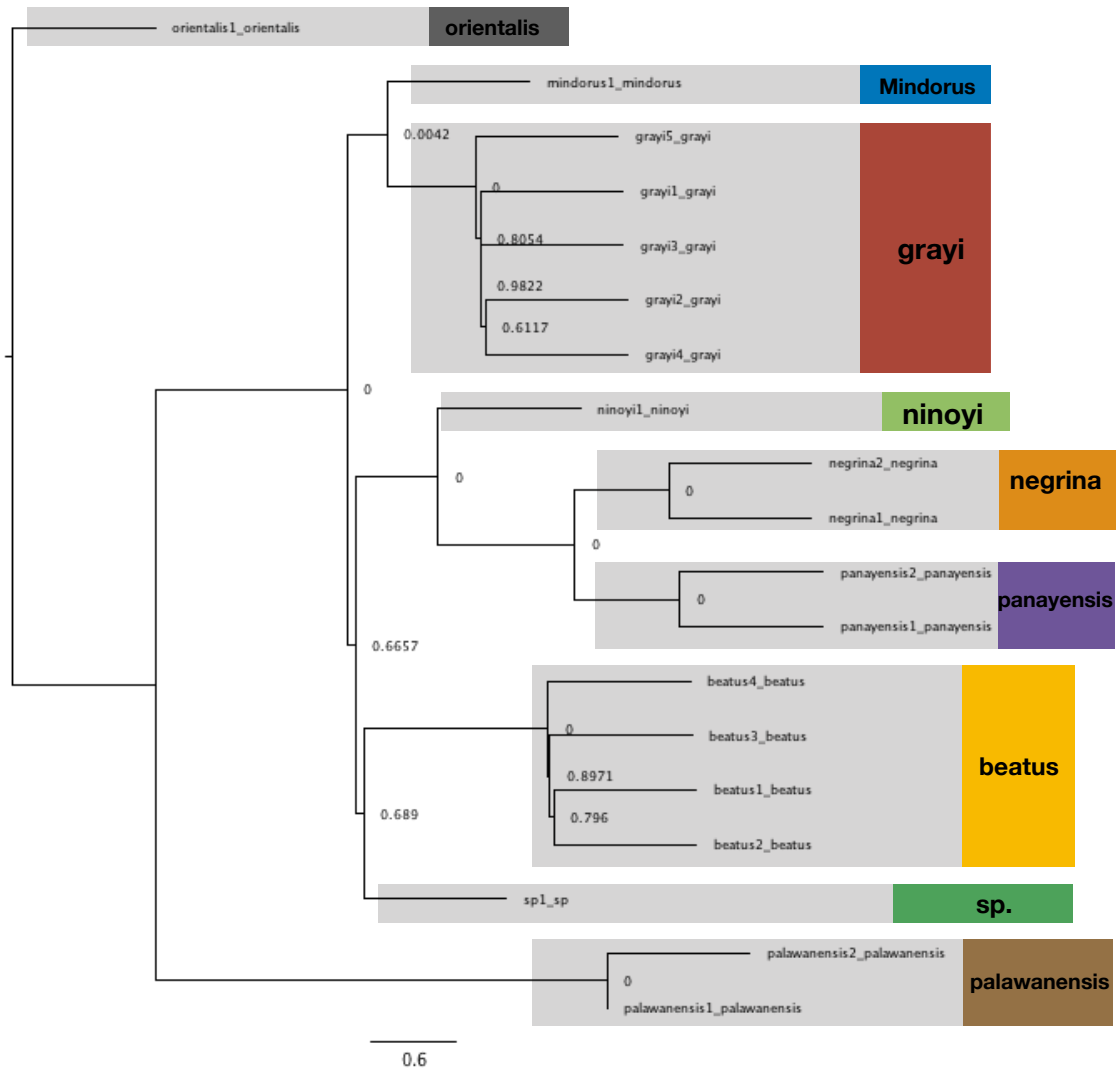 orientalis1_orientalis
orientalis
mindorus1_mindorus
Mindorus
0.0042
grayi5_grayi
0
grayi1_grayi
0.8054
grayi3_grayi
grayi
0.9822
grayi2_grayi
0.6117
grayi4_grayi
0
ninoyi1_ninoyi
ninoyi
0
negrina2_negrina
negrina
0
negrina1_negrina
0
panayensis2_panayensis
panayensis
0
panayensis1_panayensis
0.6657
beatus4_beatus
0
beatus3_beatus
beatus
0.8971
beatus1_beatus
0.689
0.796
beatus2_beatus
sp1_sp
sp.
palawanensis2_palawanensis
0
palawanensis
palawanensis1_palawanensis
0.6